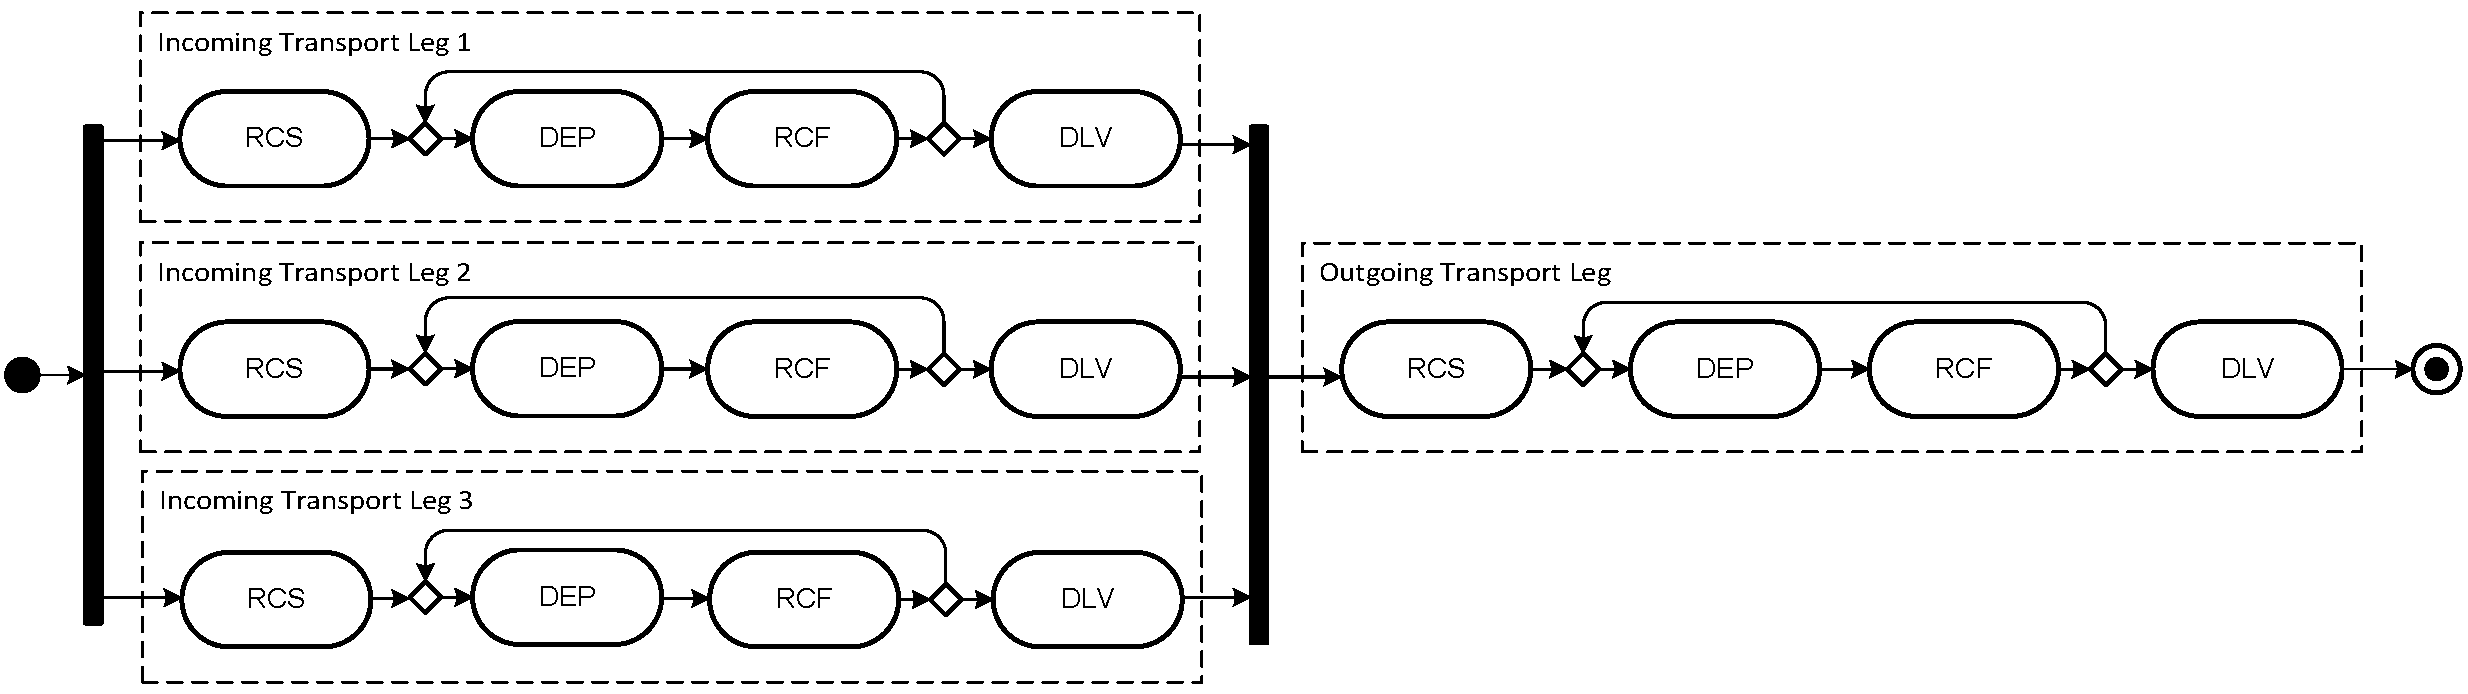 Incoming Transport Leg 1
RCS DEP RCF DLV
Incoming Transport Leg 2
RCS DEP RCF DLV
Outgoing Transport Leg
RCS DEP RCF DLV
Incoming Transport Leg 3
RCS DEP RCF DLV